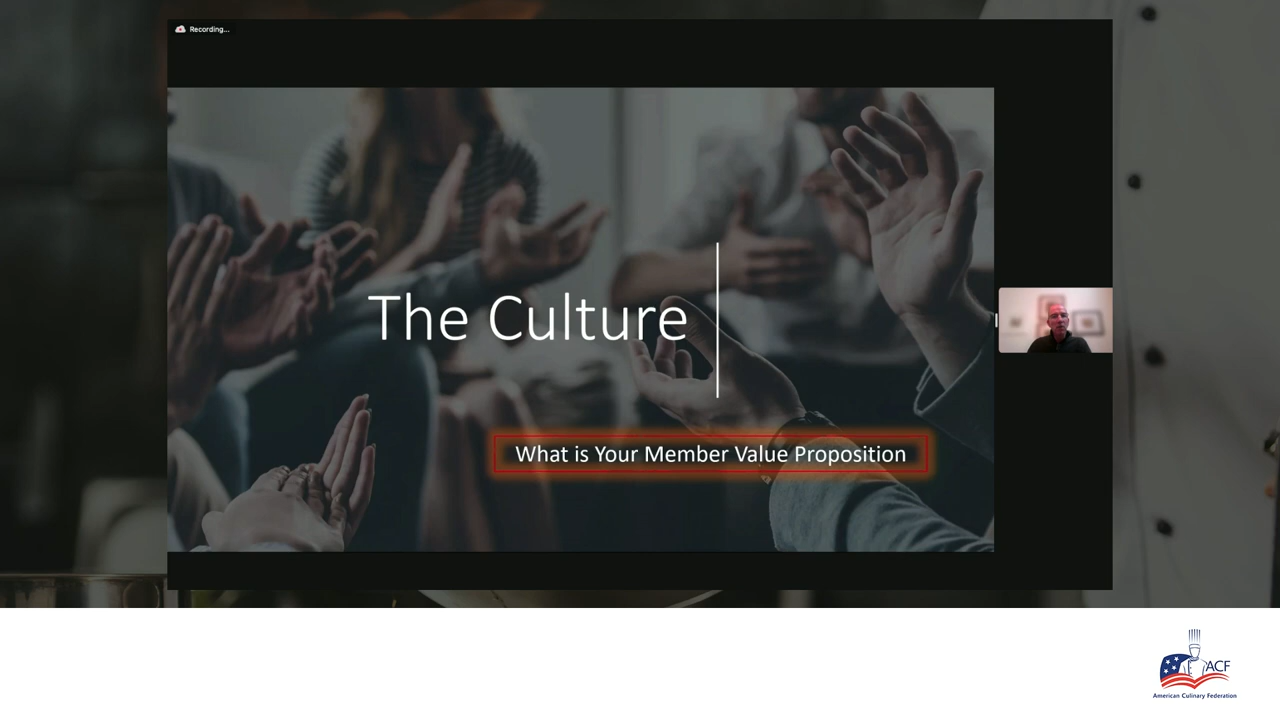 Recording...
The Culture
What is Your Member Value Proposition
ACF
American Culinary Federation